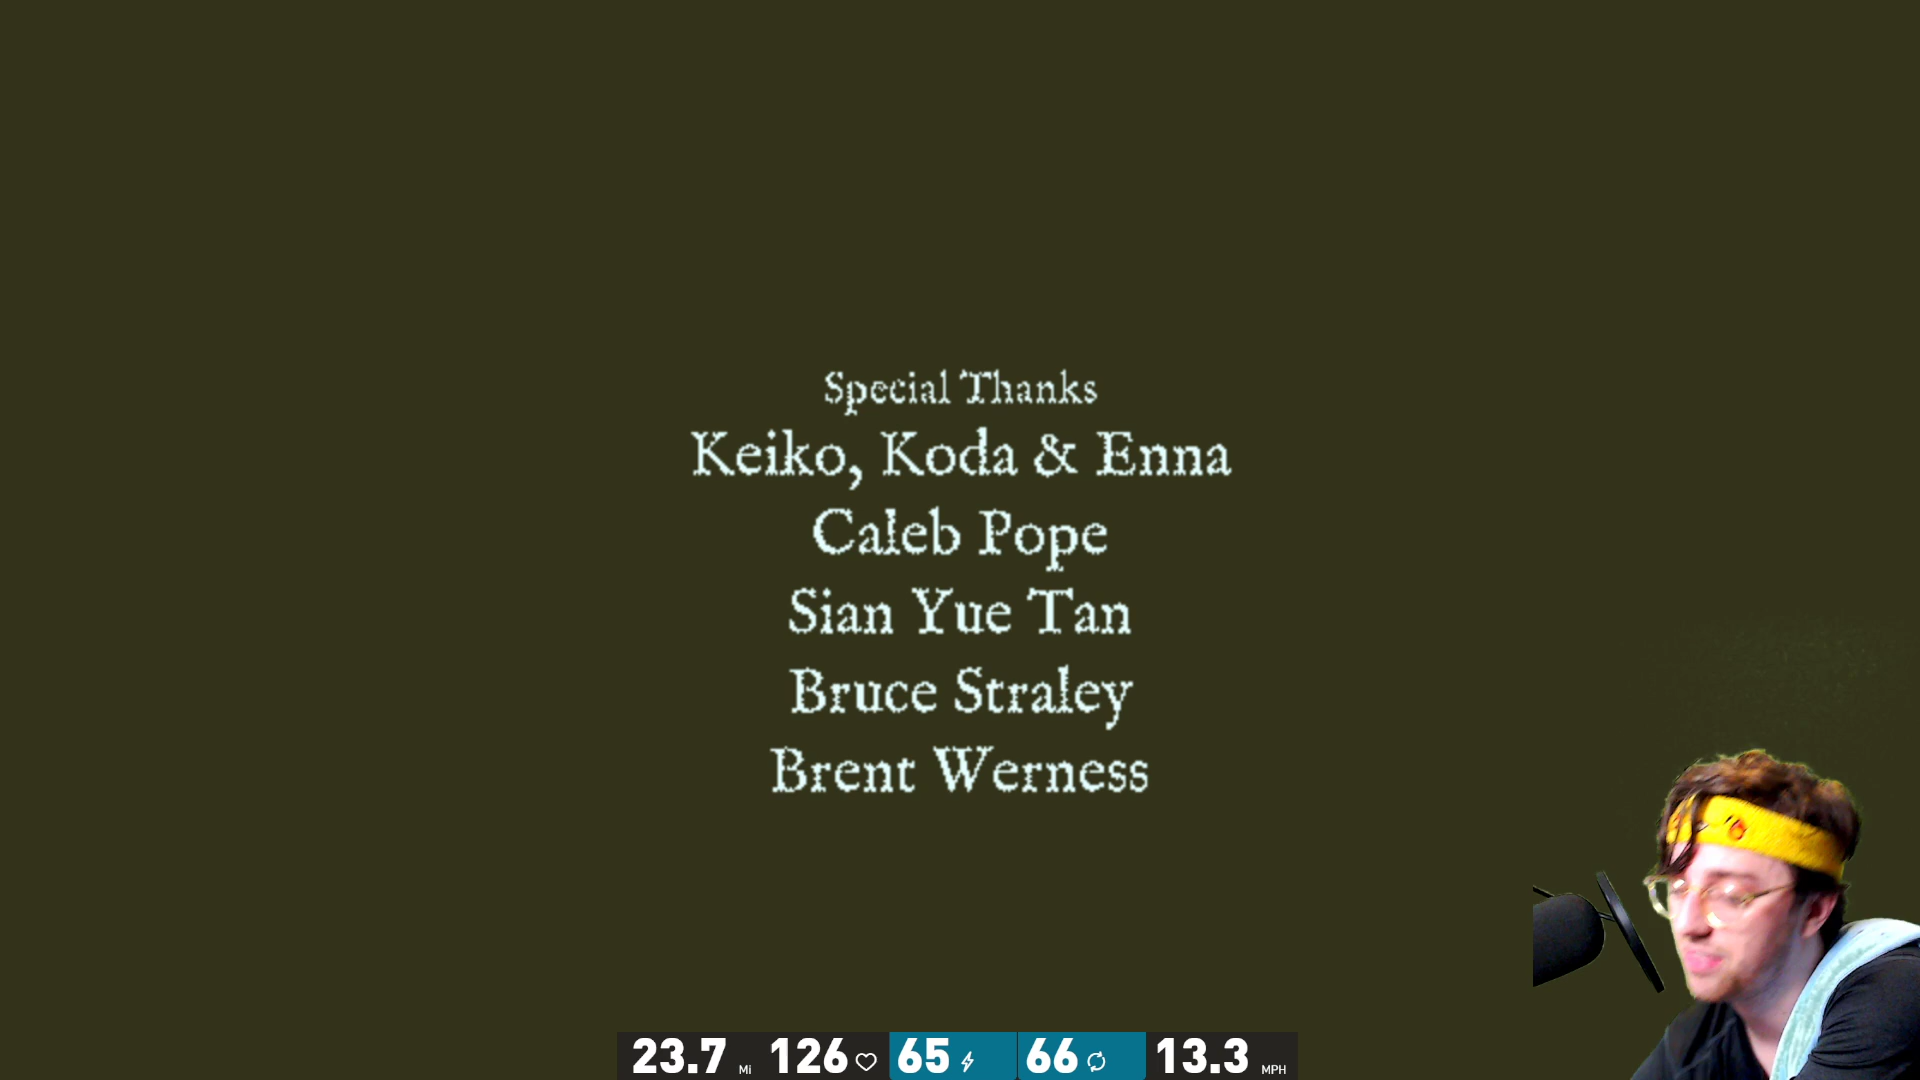 Special Thanks
Keiko, Koda & Enna
Caleb Pope
Sian Yue Tan
Bruce Straley
Brent Werness
23.7 Mi 126 65 66 13.3 MPH